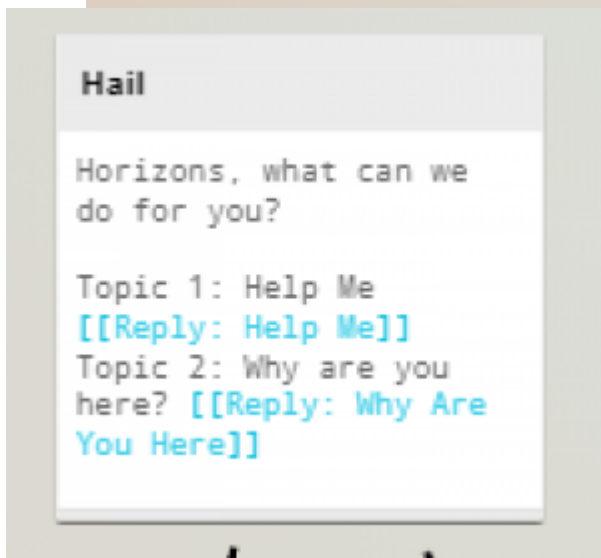 Hail
Horizons, what can we
do for you?
Topic 1: Help Me
[[Reply: Help Me]]
Topic 2: Why are you
here? [[Reply: Why Are
You Here]]